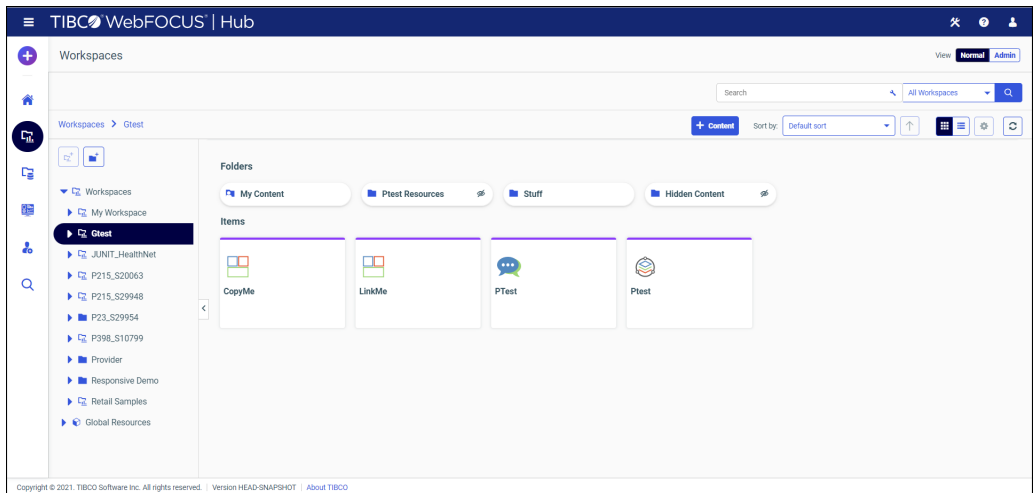 TIBCO® WebFOCUS® | Hub
Workspaces
View Normal Admin
Search All Workspaces
Workspaces > Gtest
+ Content Sort by: Default sort
Folders
My Content Ptest Resources Stuff Hidden Content
Items
CopyMe LinkMe PTest Ptest
Workspaces
My Workspace
Gtest
JUNIT_HealthNet
P215_S20063
P215_S29948
P23_S29954
P398_S10799
Provider
Responsive Demo
Retail Samples
Global Resources
Copyright © 2021. TIBCO Software Inc. All rights reserved. | Version HEAD-SNAPSHOT | About TIBCO